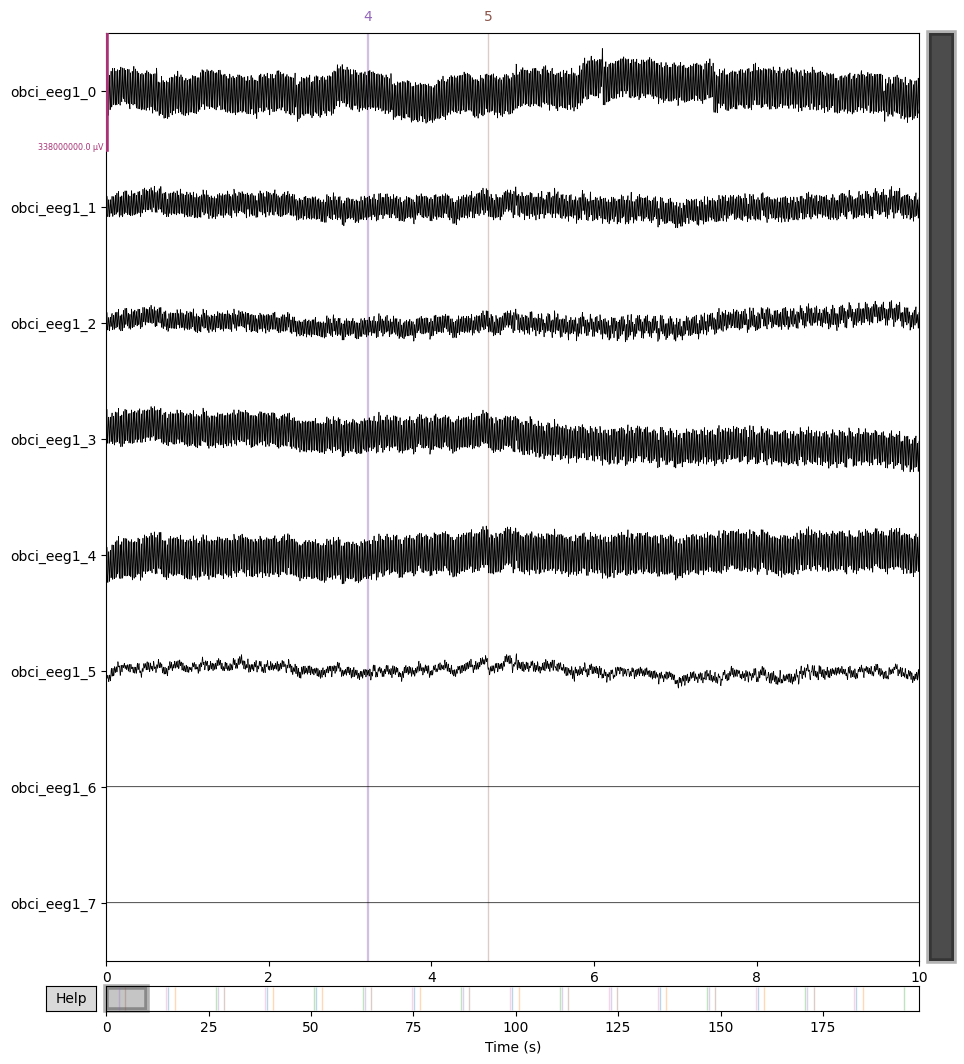 4 5
obci_eeg1_0
338000000.0 µV
obci_eeg1_1
obci_eeg1_2
obci_eeg1_3
obci_eeg1_4
obci_eeg1_5
obci_eeg1_6
obci_eeg1_7
0 2 4 6 8 10
Help
0 25 50 75 100 125 150 175
Time (s)